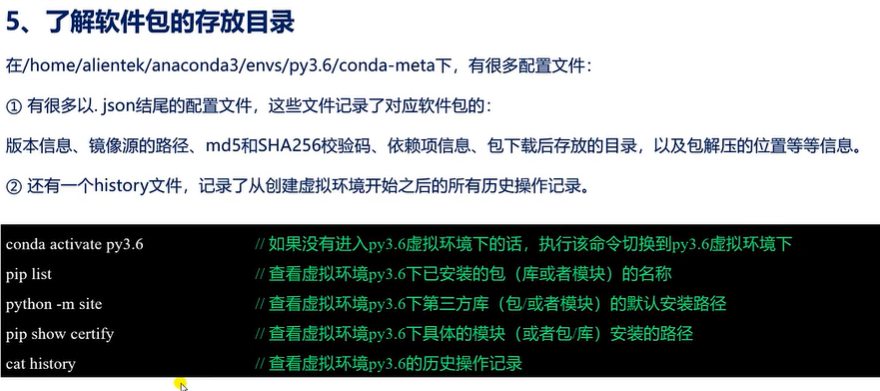 5、了解软件包的存放目录
在/home/alientek/anaconda3/envs/py3.6/conda-meta下，有很多配置文件：
① 有很多以. json结尾的配置文件，这些文件记录了对应软件包的：
版本信息、镜像源的路径、md5和SHA256校验码、依赖项信息、包下载后存放的目录，以及包解压的位置等等信息。
② 还有一个history文件，记录了从创建虚拟环境开始之后的所有历史操作记录。
conda activate py3.6 // 如果没有进入py3.6虚拟环境下的话，执行该命令切换到py3.6虚拟环境下
pip list // 查看虚拟环境py3.6下已安装的包（库或者模块）的名称
python -m site // 查看虚拟环境py3.6下第三方库（包/或者模块）的默认安装路径
pip show certify // 查看虚拟环境py3.6下具体的模块（或者包/库）安装的路径
cat history // 查看虚拟环境py3.6的历史操作记录